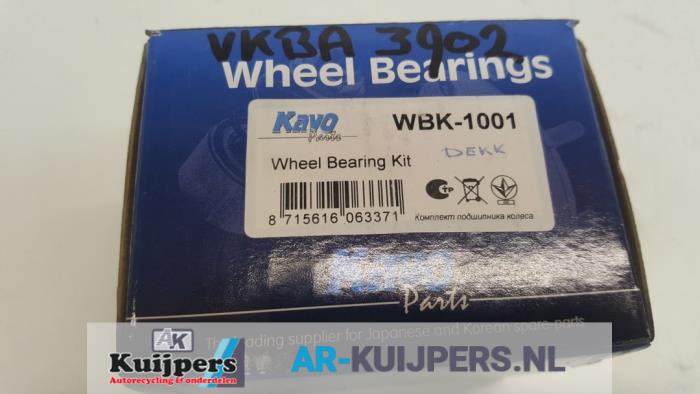 VKBA 3902
Wheel Bearings
Kavo
Parts
WBK-1001
DEKK
Wheel Bearing Kit
8 715616 063371
Комплект подшипника колеса
Kavo
Parts
The leading supplier for Japanese and Korean spare parts
AK
Kuijpers
Autorecycling & onderdelen
AR-KUIJPERS.NL